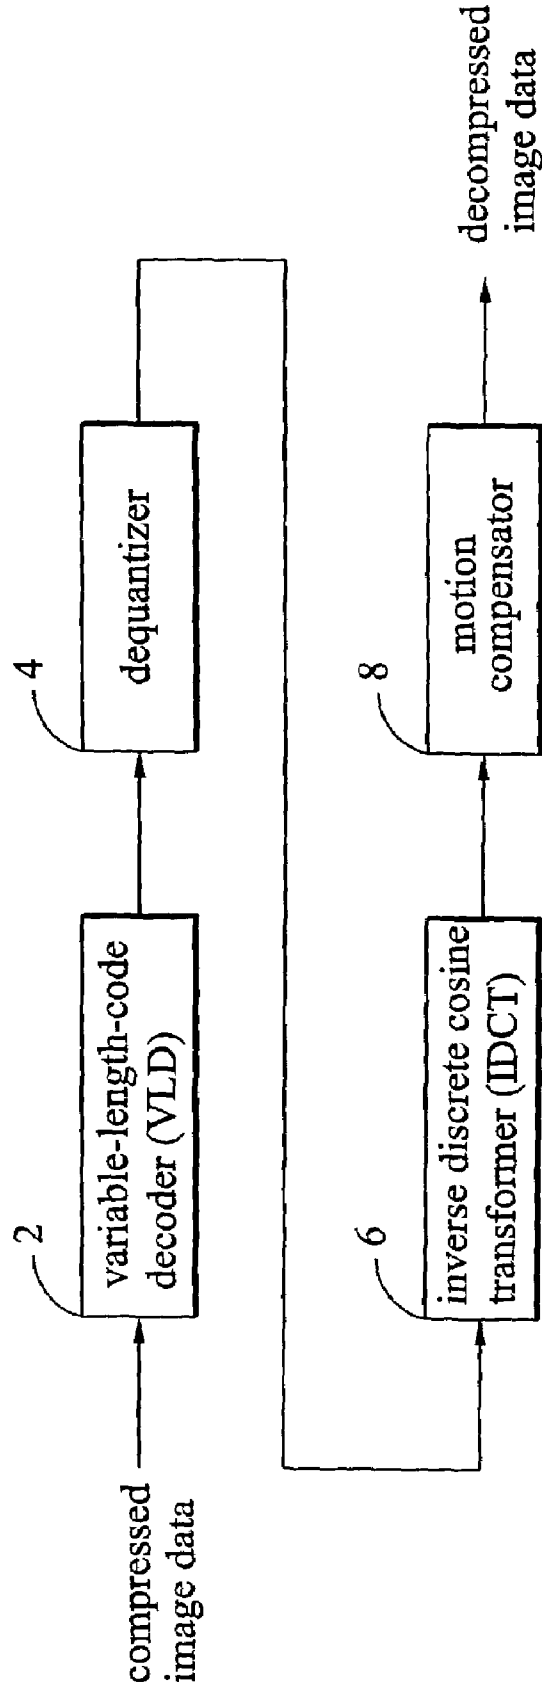 compressed
image data
2
variable-length-code
decoder (VLD)
4
dequantizer
6
inverse discrete cosine
transformer (IDCT)
8
motion
compensator
decompressed
image data